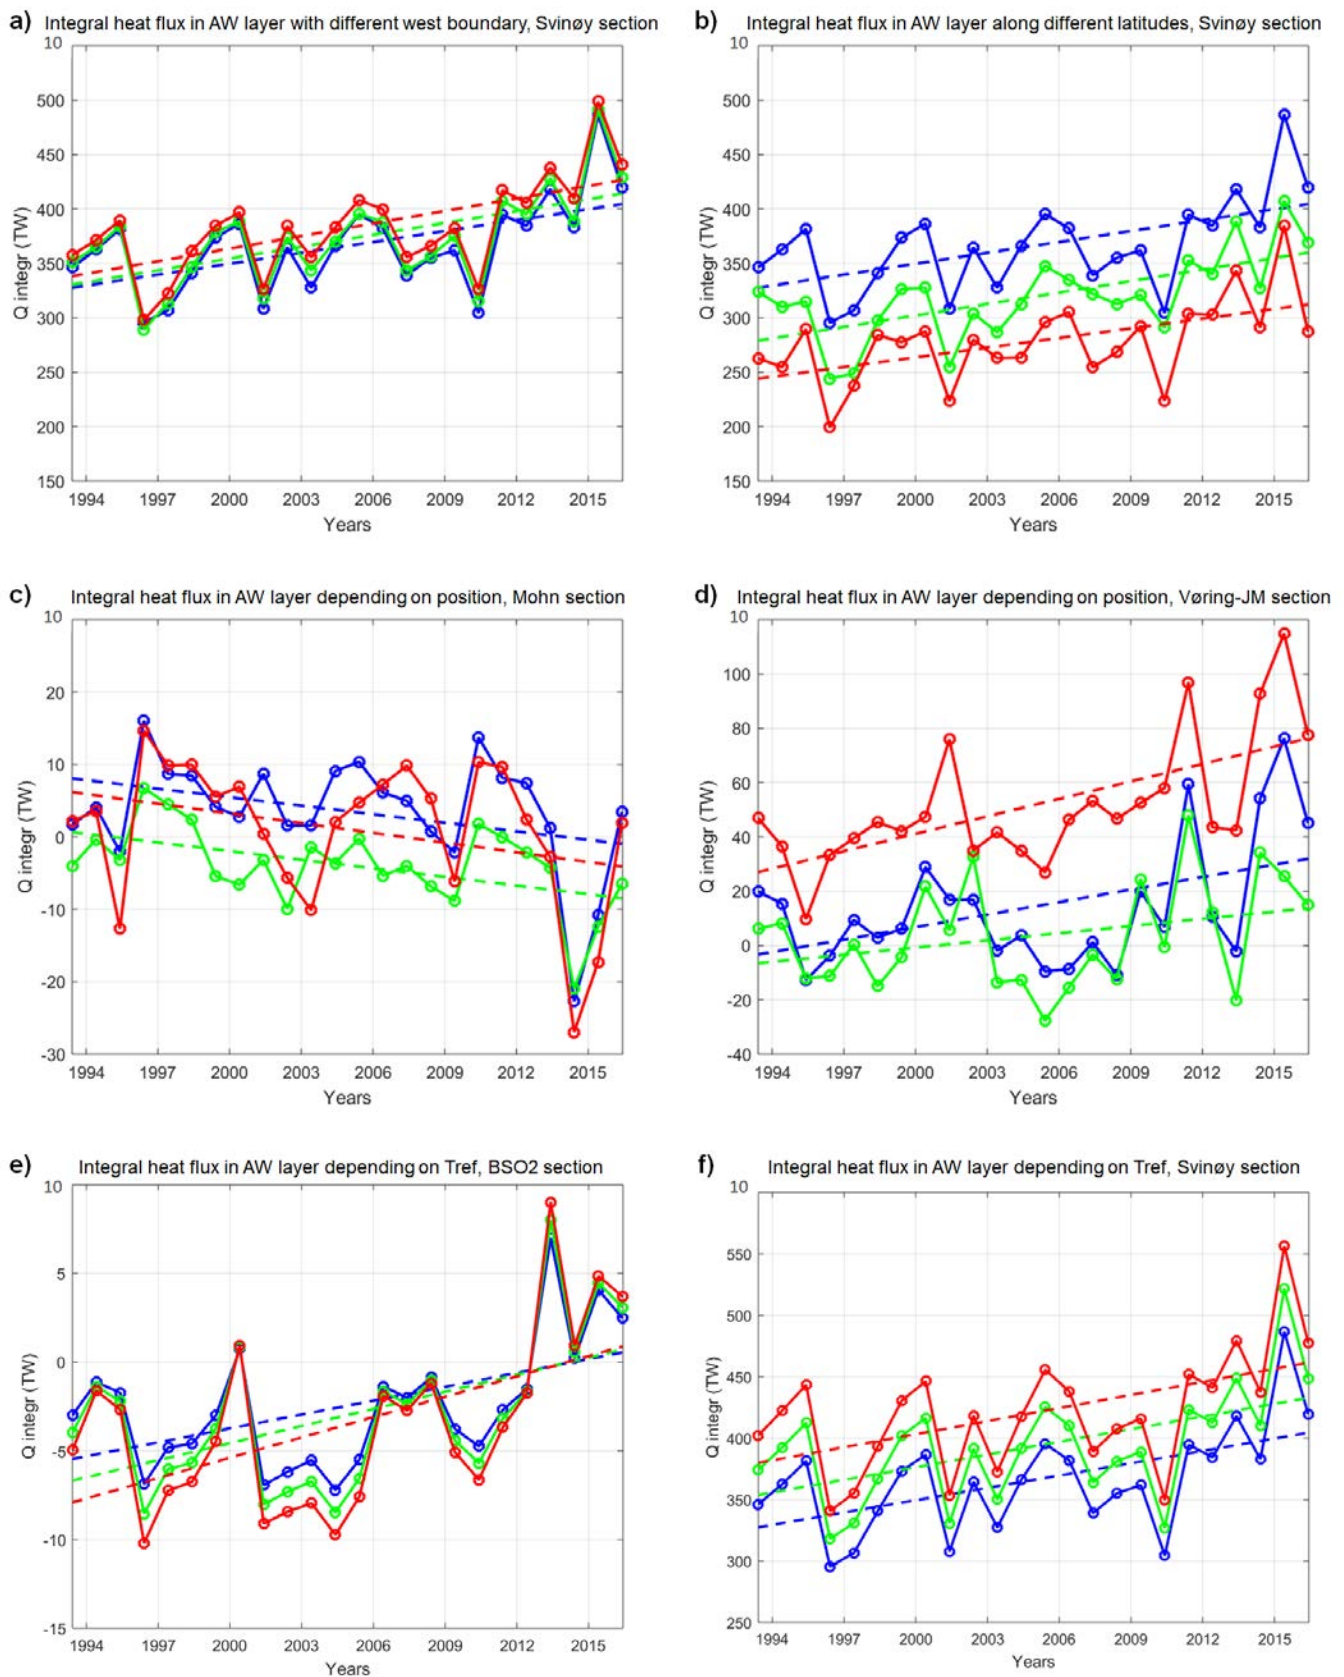 a) Integral heat flux in AW layer with different west boundary, Svinøy section
10
500
450
400
350
300
250
200
150
Q integr (TW)
1994 1997 2000 2003 2006 2009 2012 2015
Years
b) Integral heat flux in AW layer along different latitudes, Svinøy section
10
500
450
400
350
300
250
200
150
Q integr (TW)
1994 1997 2000 2003 2006 2009 2012 2015
Years
c) Integral heat flux in AW layer depending on position, Mohn section
10
20
10
0
-10
-20
-30
Q integr (TW)
1994 1997 2000 2003 2006 2009 2012 2015
Years
d) Integral heat flux in AW layer depending on position, Vøring-JM section
10
100
80
60
40
20
0
-20
-40
Q integr (TW)
1994 1997 2000 2003 2006 2009 2012 2015
Years
e) Integral heat flux in AW layer depending on Tref, BSO2 section
10
5
0
-5
-10
-15
Q integr (TW)
1994 1997 2000 2003 2006 2009 2012 2015
Years
f) Integral heat flux in AW layer depending on Tref, Svinøy section
10
550
500
450
400
350
300
250
Q integr (TW)
1994 1997 2000 2003 2006 2009 2012 2015
Years